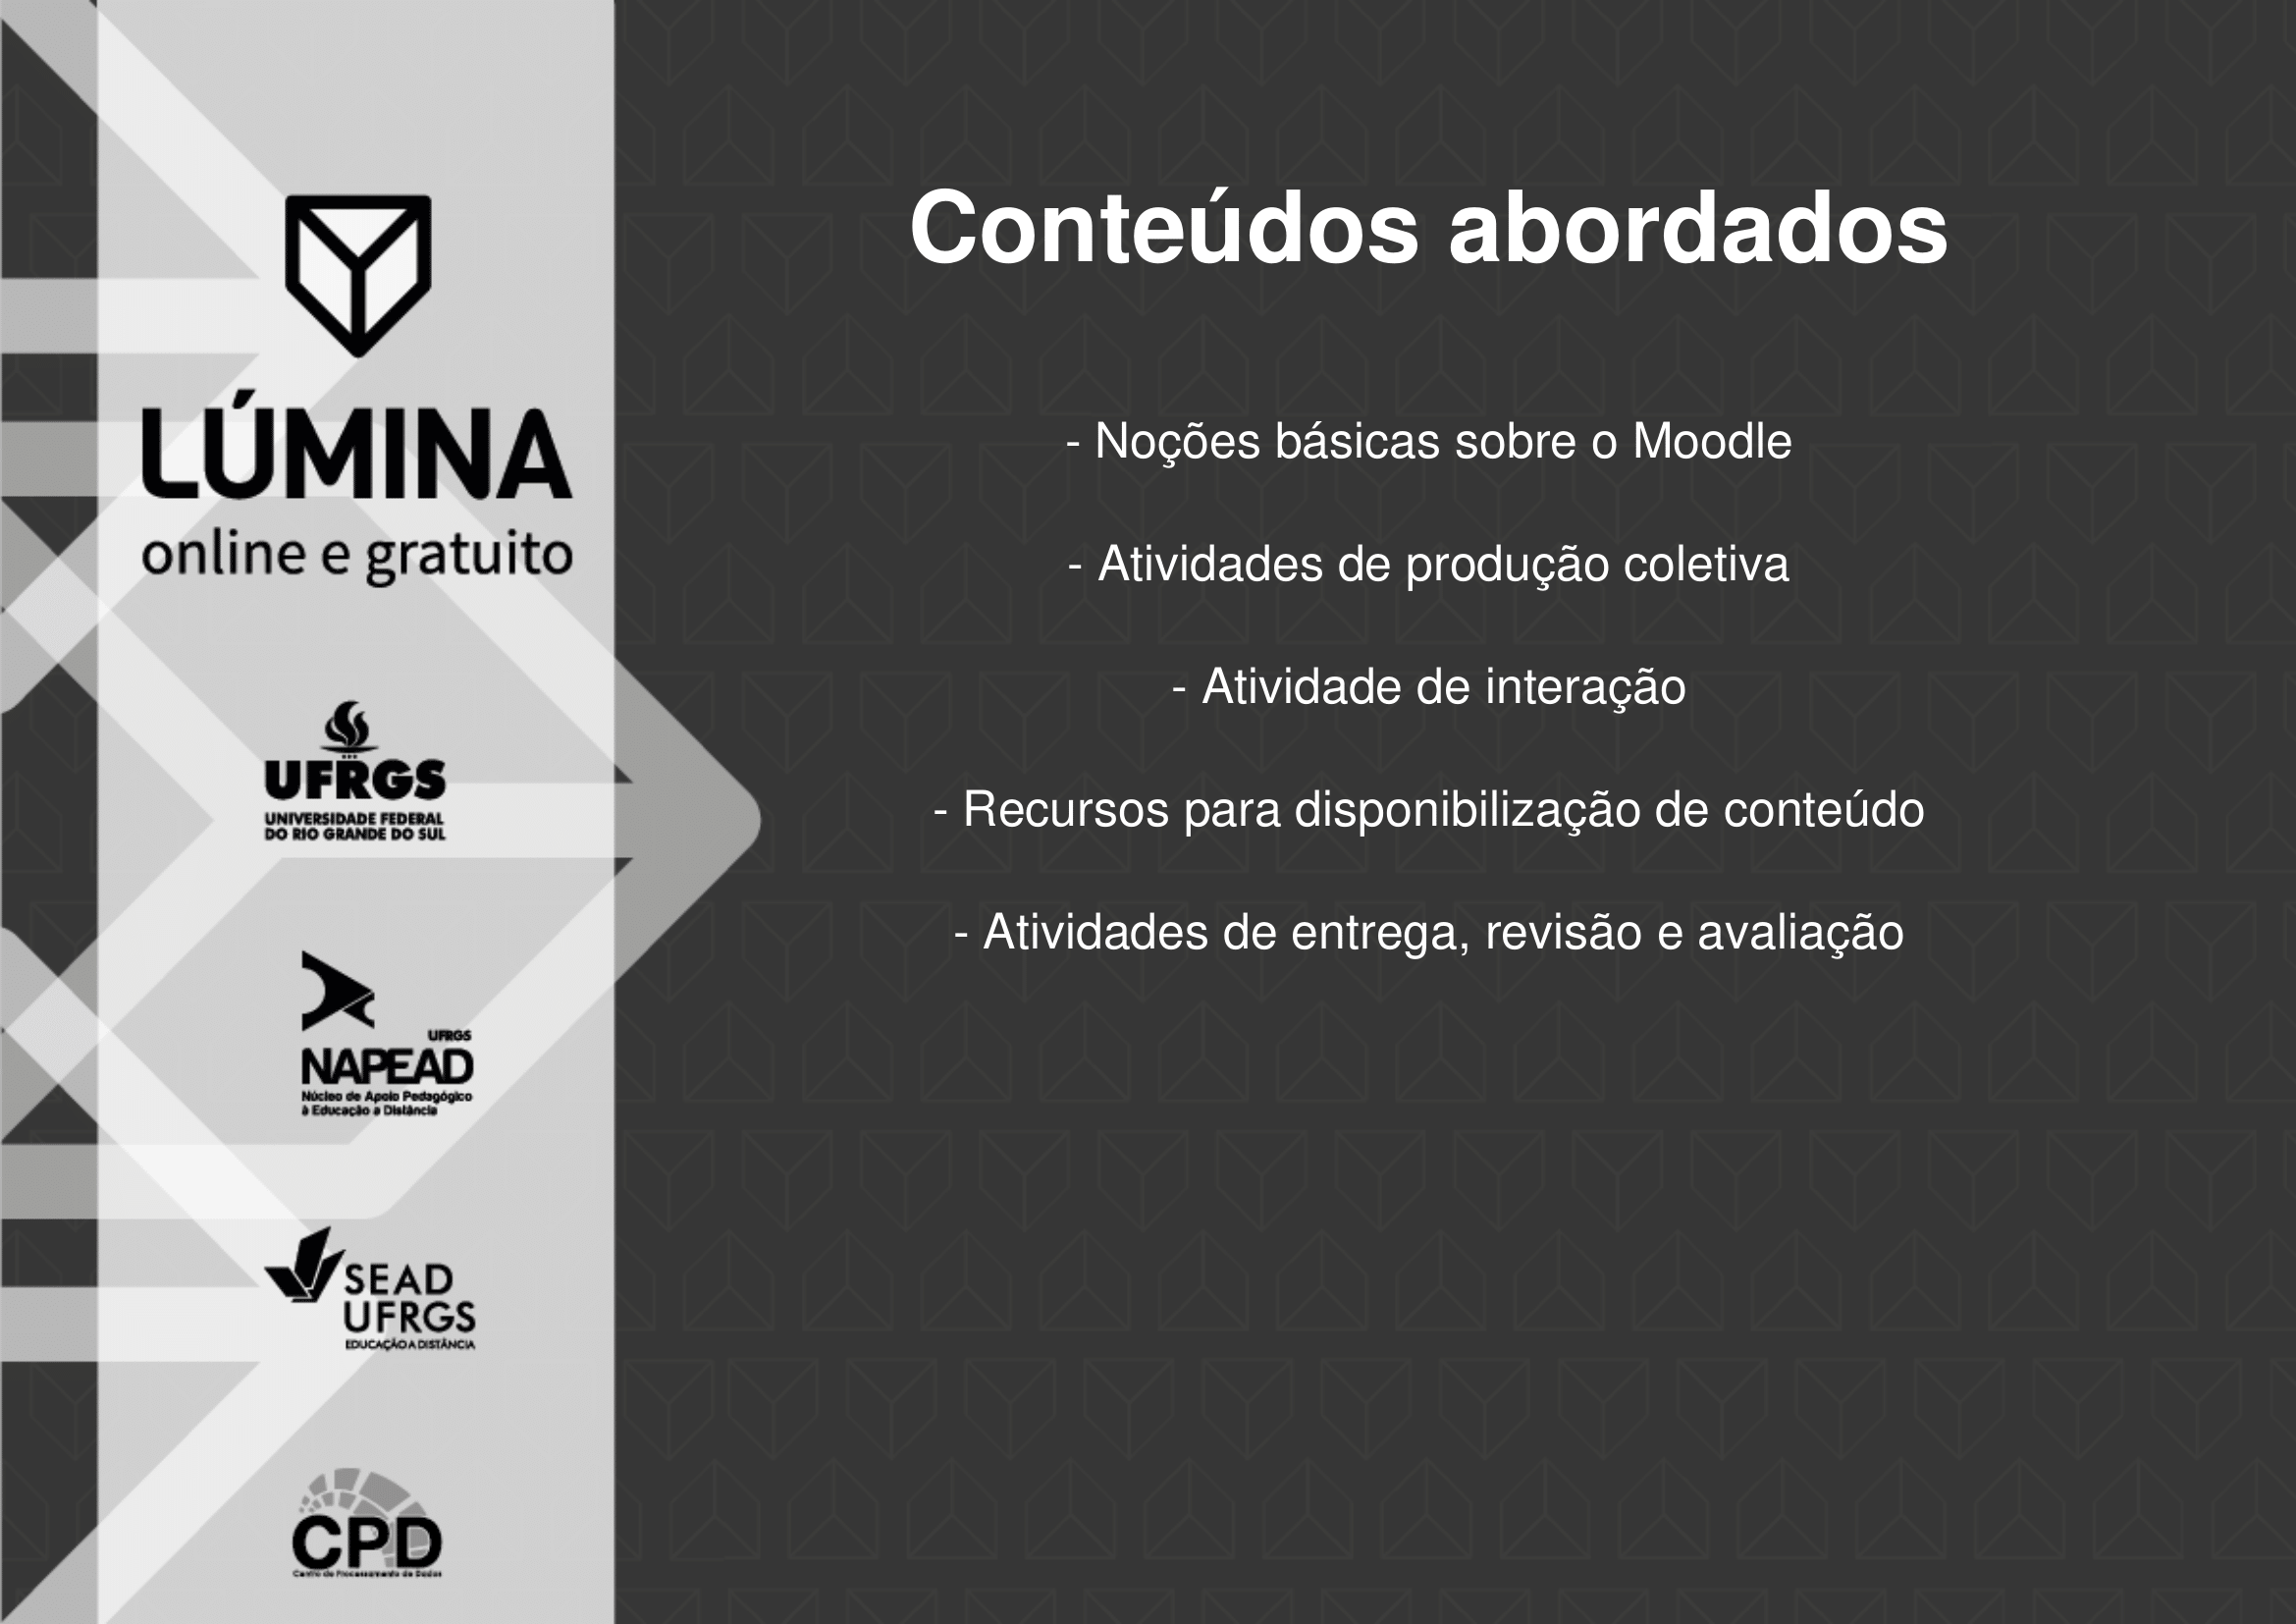 LÚMINA
online e gratuito
UFRGS
UNIVERSIDADE FEDERAL
DO RIO GRANDE DO SUL
UFRGS
NAPEAD
Núcleo de Apoio Pedagógico
à Educação a Distância
SEAD
UFRGS
EDUCAÇÃO A DISTÂNCIA
CPD
Centro de Processamento de Dados
Conteúdos abordados
- Noções básicas sobre o Moodle
- Atividades de produção coletiva
- Atividade de interação
- Recursos para disponibilização de conteúdo
- Atividades de entrega, revisão e avaliação